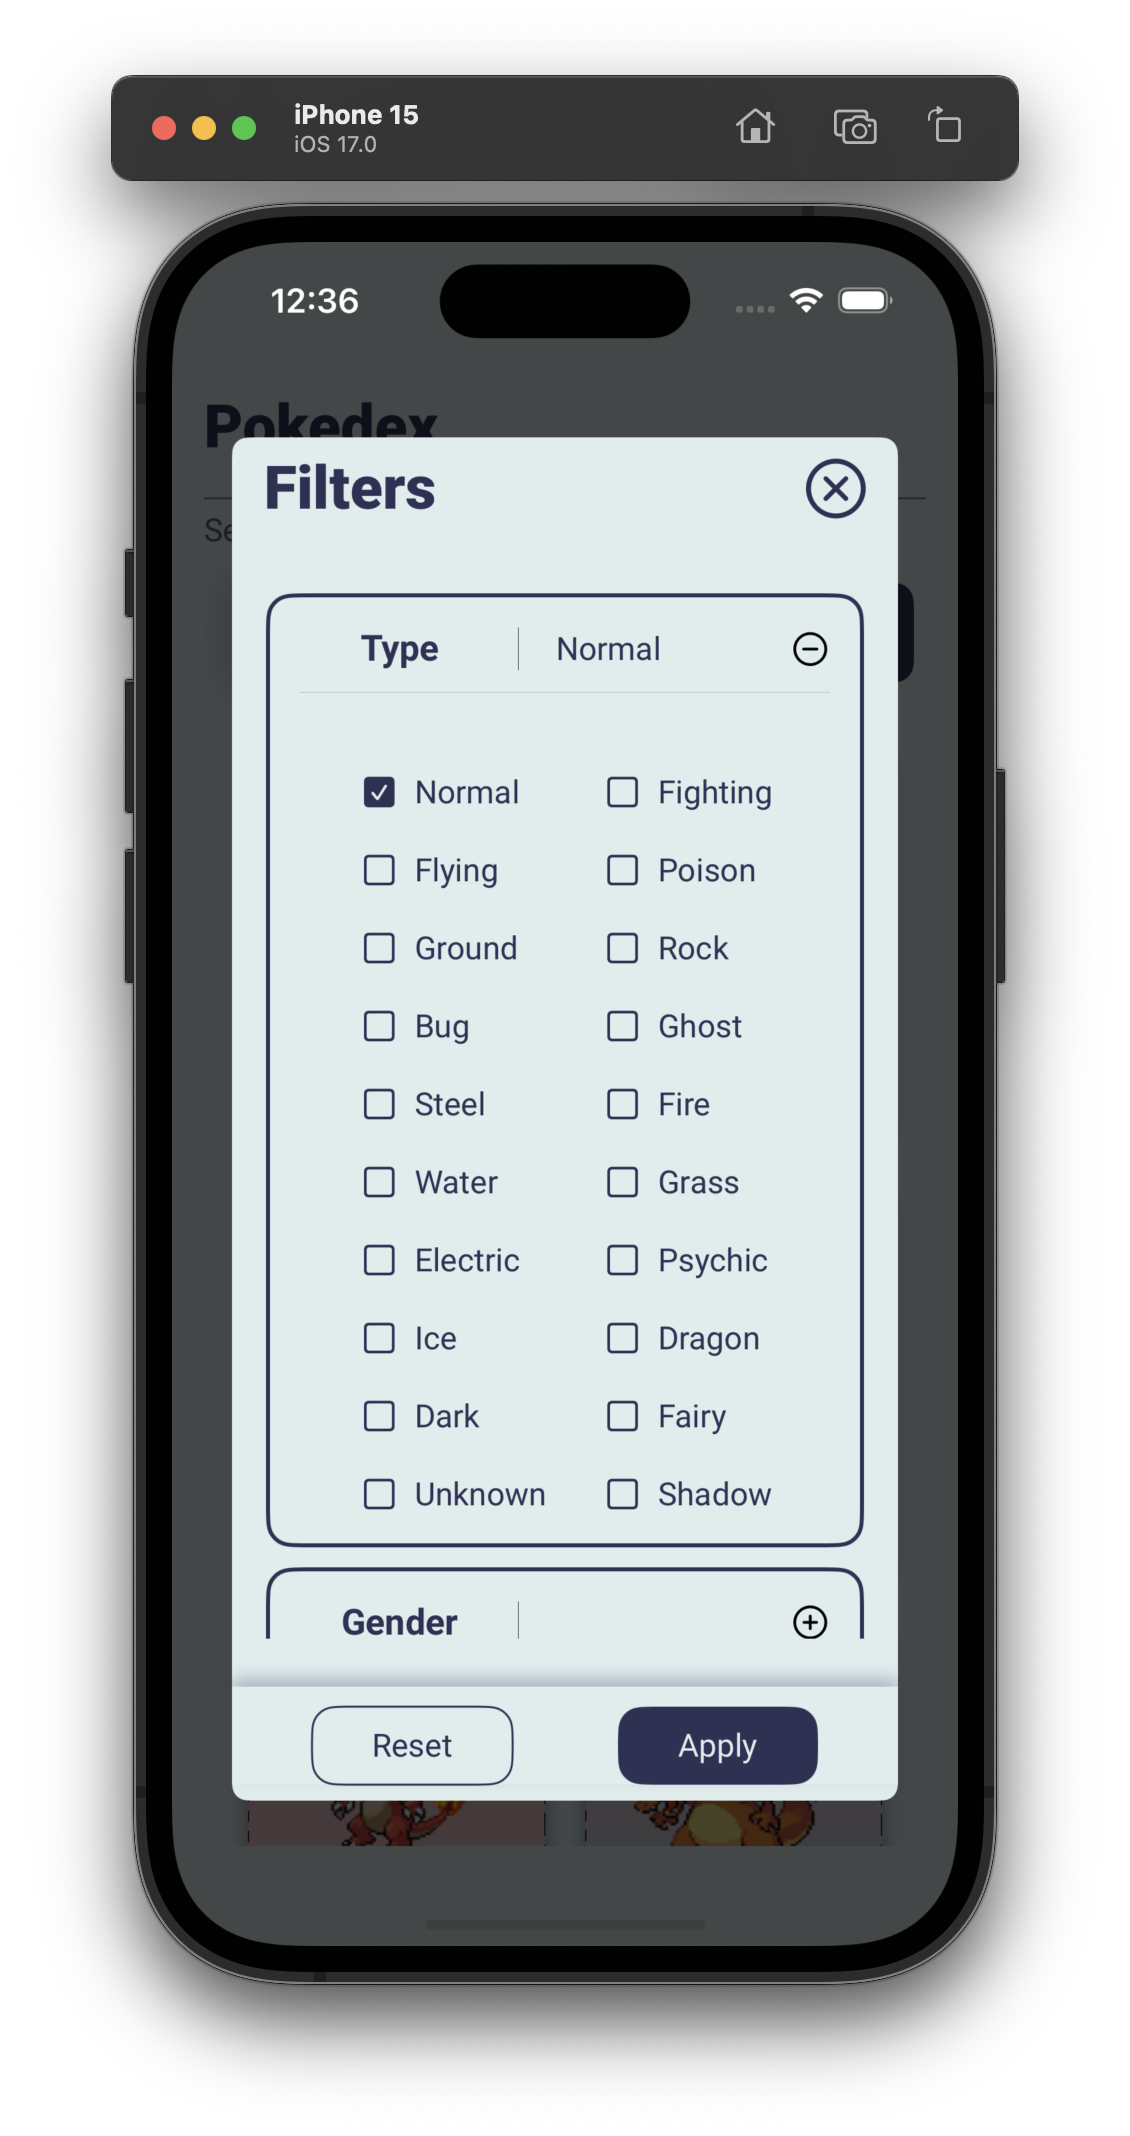 iPhone 15
iOS 17.0
12:36
Pokedex
Filters
Se
Type Normal
Normal Fighting
Flying Poison
Ground Rock
Bug Ghost
Steel Fire
Water Grass
Electric Psychic
Ice Dragon
Dark Fairy
Unknown Shadow
Gender
Reset Apply